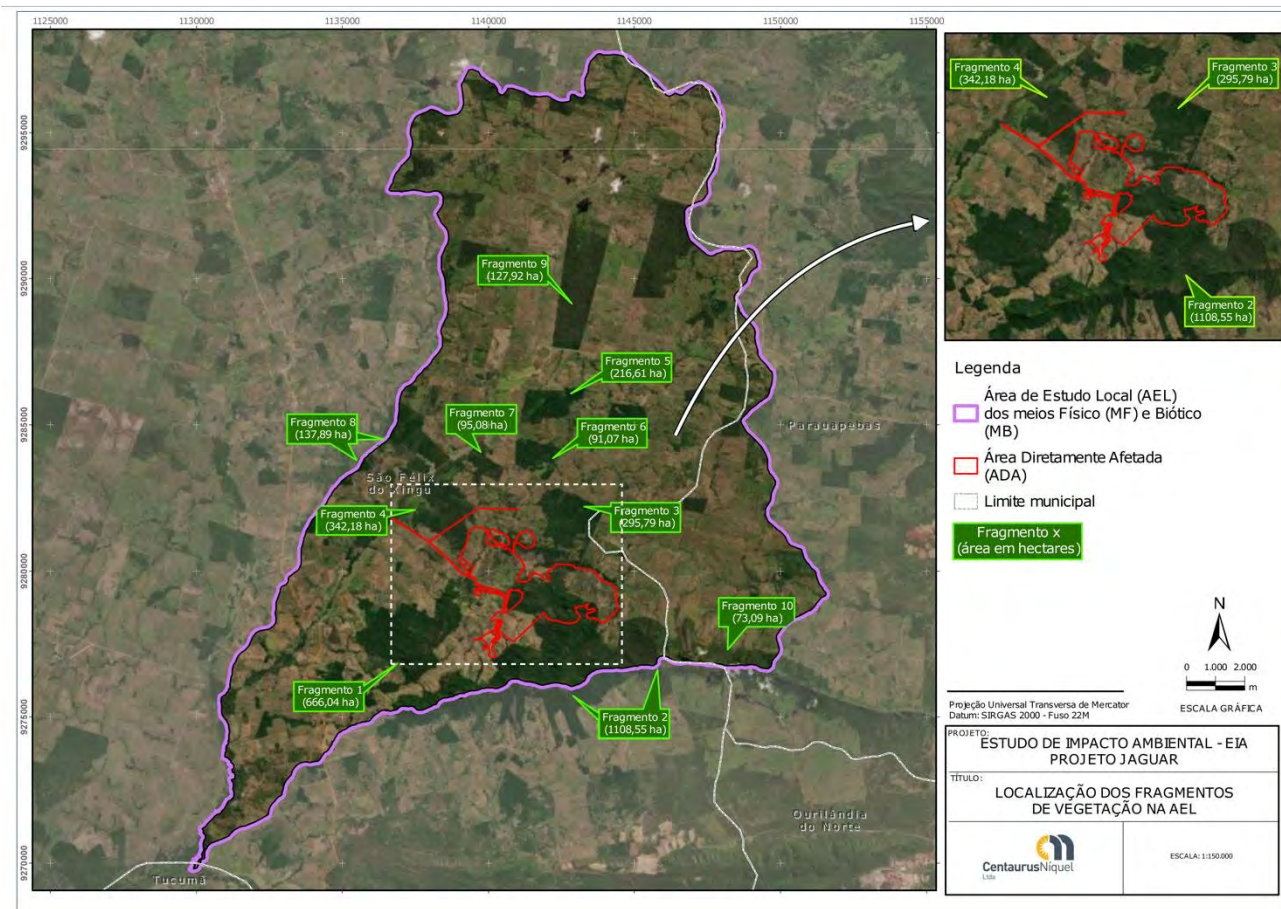 1125000
1130000
1135000
1140000
1145000
1150000
1155000
9295000
9290000
9285000
9280000
9275000
9270000
Fragmento 9
(127,92 ha)
Fragmento 5
(216,61 ha)
Fragmento 7
(95,08 ha)
Fragmento 8
(137,89 ha)
Fragmento 6
(91,07 ha)
Parauapebas
São Félix
do Xingu
Fragmento 4
(342,18 ha)
Fragmento 3
(295,79 ha)
Fragmento 10
(73,09 ha)
Fragmento 1
(666,04 ha)
Fragmento 2
(1108,55 ha)
Ourilândia
do Norte
Tucumã
Fragmento 4
(342,18 ha)
Fragmento 3
(295,79 ha)
Fragmento 2
(1108,55 ha)
Legenda
Área de Estudo Local (AEL)
dos meios Físico (MF) e Biótico
(MB)
Área Diretamente Afetada
(ADA)
Limite municipal
Fragmento x
(área em hectares)
N
0 1.000 2.000
m
ESCALA GRÁFICA
Projeção Universal Transversa de Mercator
Datum: SIRGAS 2000 - Fuso 22M
PROJETO:
ESTUDO DE IMPACTO AMBIENTAL - EIA
PROJETO JAGUAR
TÍTULO:
LOCALIZAÇÃO DOS FRAGMENTOS
DE VEGETAÇÃO NA AEL
CentaurusNíquel
Ltda
ESCALA: 1:150.000